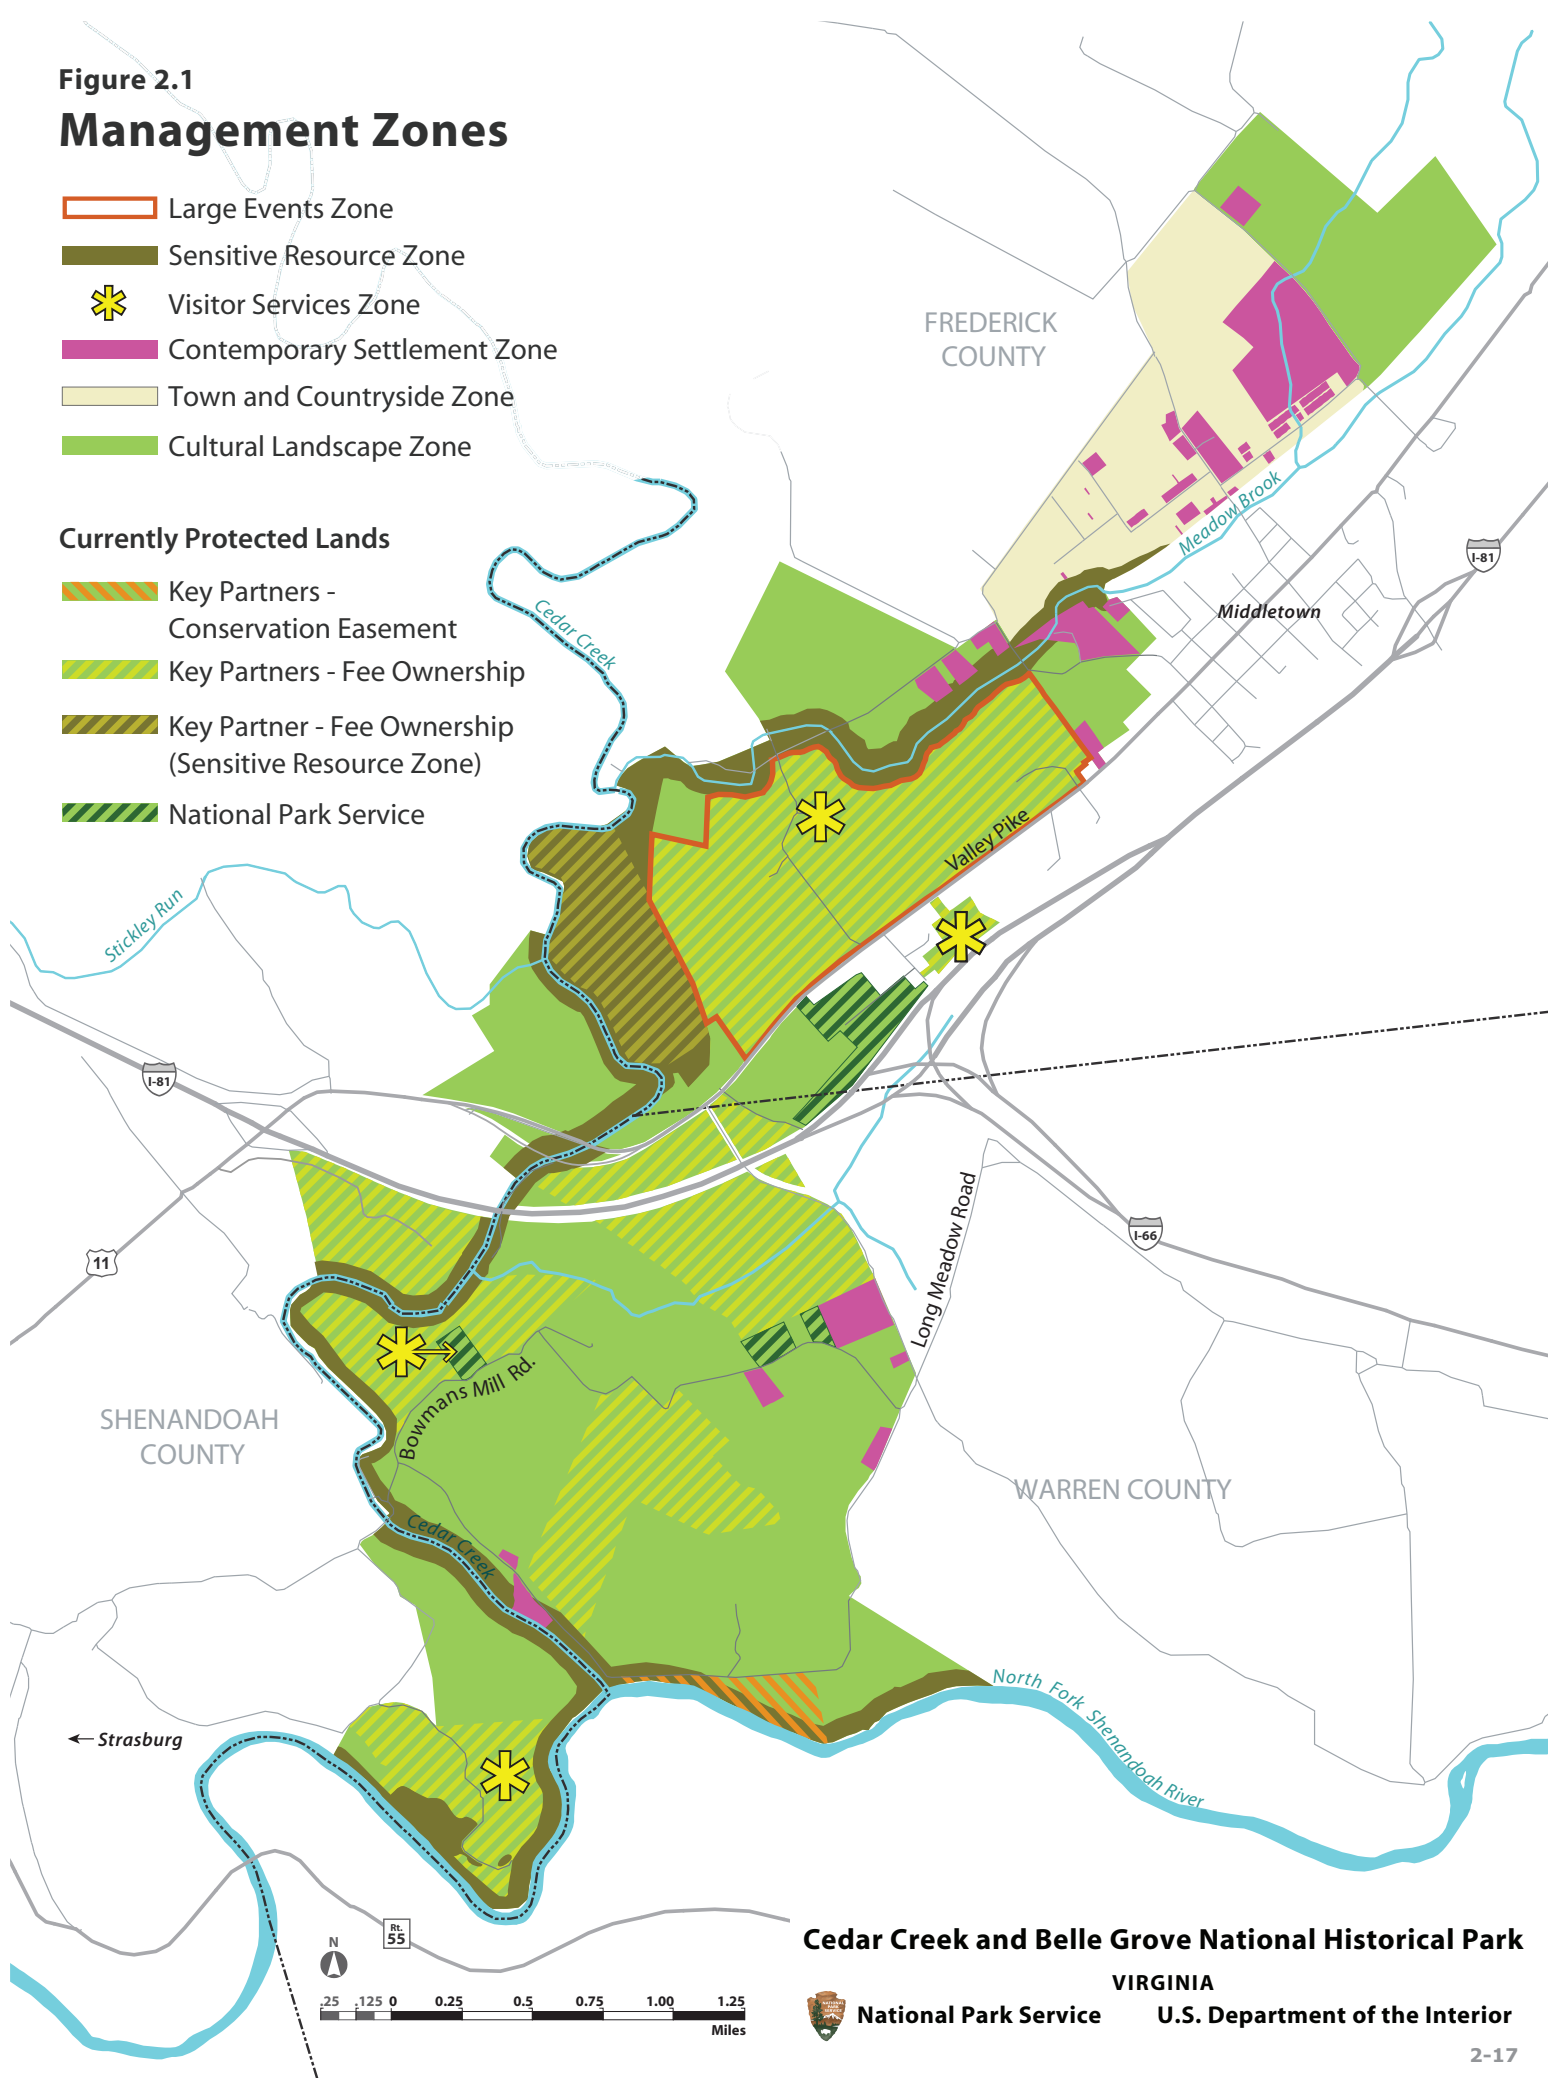 Figure 2.1
Management Zones
Large Events Zone
Sensitive Resource Zone
Visitor Services Zone
Contemporary Settlement Zone
Town and Countryside Zone
Cultural Landscape Zone
Currently Protected Lands
Key Partners -
Conservation Easement
Key Partners - Fee Ownership
Key Partner - Fee Ownership
(Sensitive Resource Zone)
National Park Service
FREDERICK
COUNTY
Meadow Brook
I-81
Middletown
Cedar Creek
Valley Pike
Stickley Run
I-81
11
Long Meadow Road
I-66
Bowmans Mill Rd.
SHENANDOAH
COUNTY
WARREN COUNTY
Cedar Creek
North Fork Shenandoah River
Strasburg
Rt.
55
N
.25 .125 0 0.25 0.5 0.75 1.00 1.25
Miles
Cedar Creek and Belle Grove National Historical Park
VIRGINIA
NATIONAL
PARK
SERVICE
National Park Service U.S. Department of the Interior
2-17